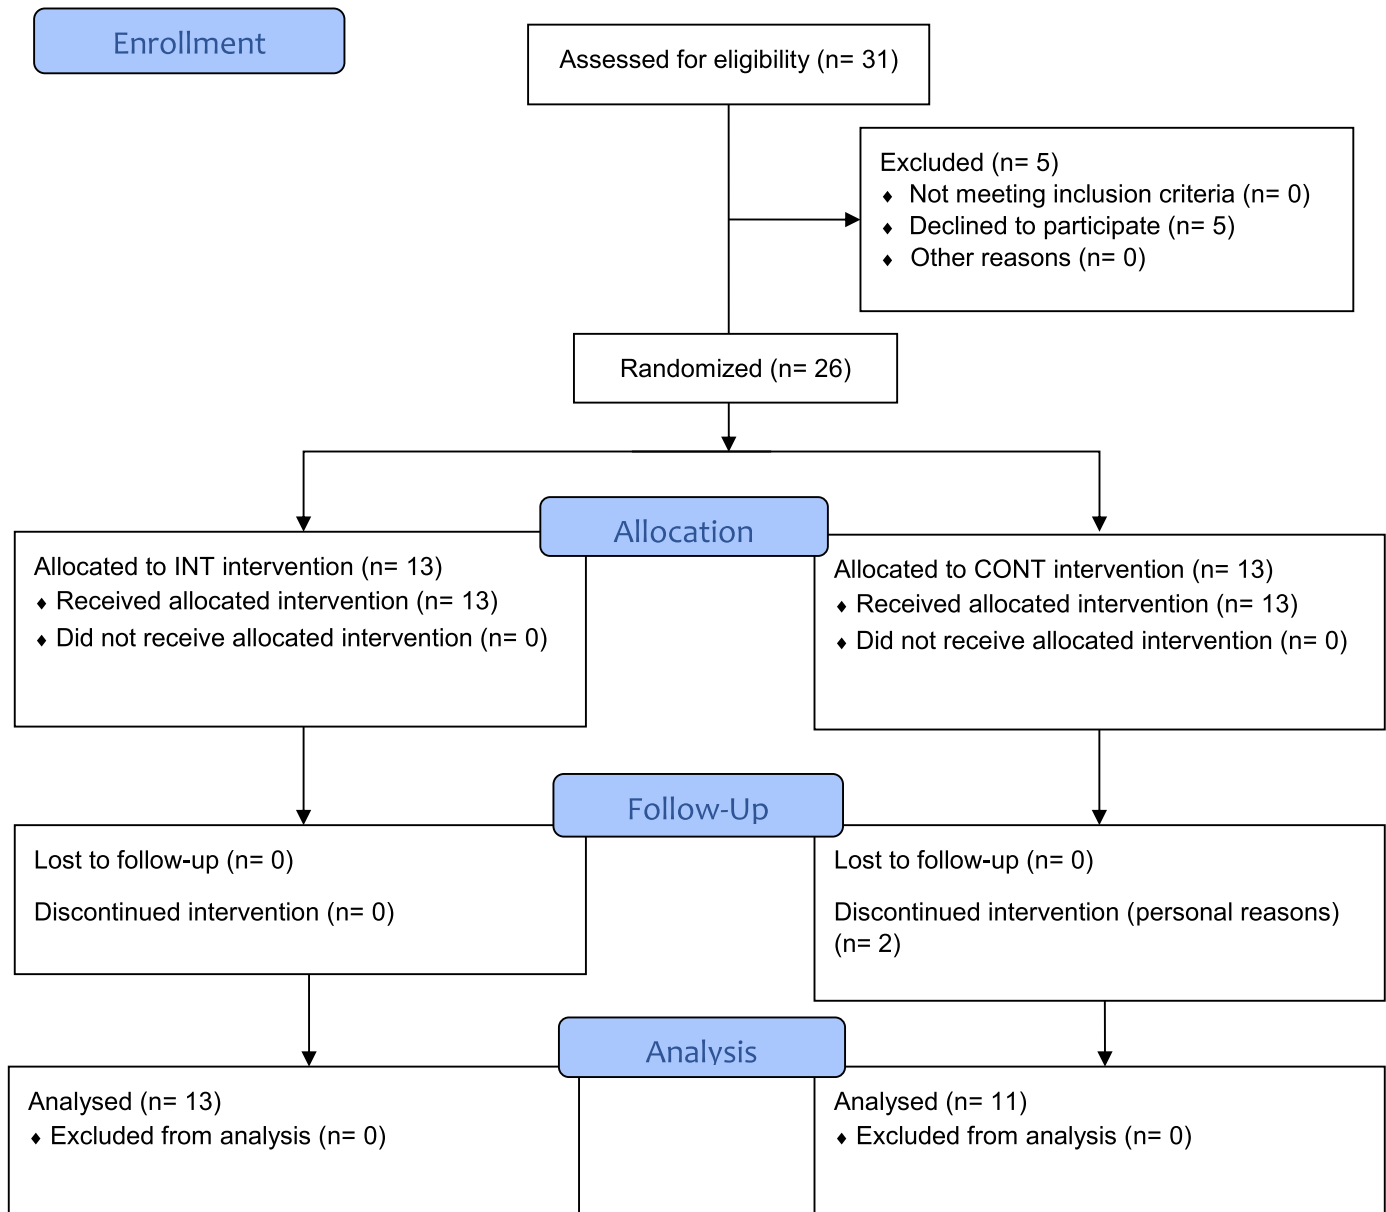 Enrollment
Assessed for eligibility (n= 31)
Excluded (n= 5)
♦ Not meeting inclusion criteria (n= 0)
♦ Declined to participate (n= 5)
♦ Other reasons (n= 0)
Randomized (n= 26)
Allocation
Allocated to INT intervention (n= 13)
♦ Received allocated intervention (n= 13)
♦ Did not receive allocated intervention (n= 0)
Allocated to CONT intervention (n= 13)
♦ Received allocated intervention (n= 13)
♦ Did not receive allocated intervention (n= 0)
Follow-Up
Lost to follow-up (n= 0)
Discontinued intervention (n= 0)
Lost to follow-up (n= 0)
Discontinued intervention (personal reasons)
(n= 2)
Analysis
Analysed (n= 13)
♦ Excluded from analysis (n= 0)
Analysed (n= 11)
♦ Excluded from analysis (n= 0)